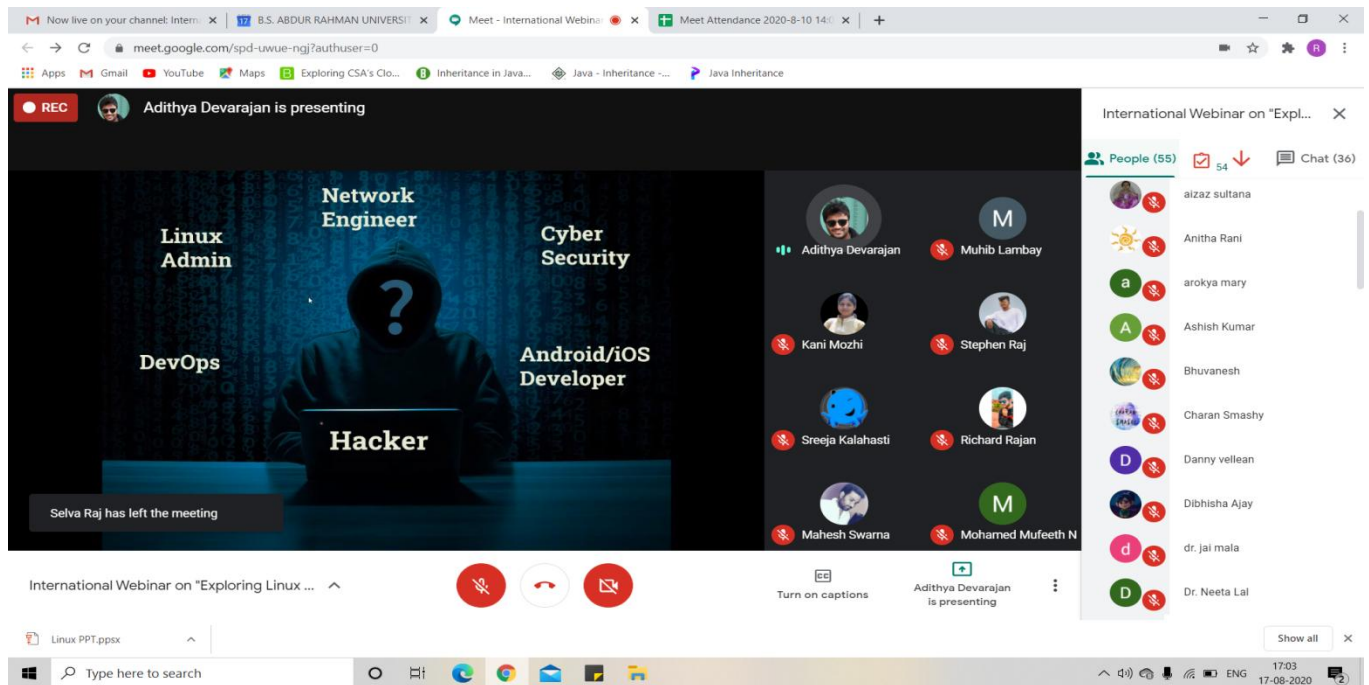 Now live on your channel: Intern
B.S. ABDUR RAHMAN UNIVERSIT
Meet - International Webina
Meet Attendance 2020-8-10 14:0
meet.google.com/spd-uwue-ngj?authuser=0
R
Apps
Gmail
YouTube
Maps
Exploring CSA's Clo...
Inheritance in Java...
Java - Inheritance -...
Java Inheritance
REC
Adithya Devarajan is presenting
Linux
Admin
Network
Engineer
Cyber
Security
?
DevOps
Android/iOS
Developer
Hacker
Selva Raj has left the meeting
Adithya Devarajan
M
Muhib Lambay
Kani Mozhi
Stephen Raj
Sreeja Kalahasti
Richard Rajan
Mahesh Swarna
M
Mohamed Mufeeth N
International Webinar on "Expl...
People (55)
54
Chat (36)
aizaz sultana
Anitha Rani
a
arokya mary
A
Ashish Kumar
Bhuvanesh
Charan Smashy
D
Danny vellean
Dibhisha Ajay
d
dr. jai mala
D
Dr. Neeta Lal
International Webinar on "Exploring Linux ...
Turn on captions
Adithya Devarajan
is presenting
Linux PPT.ppsx
Show all
Type here to search
ENG
17:03
17-08-2020
2